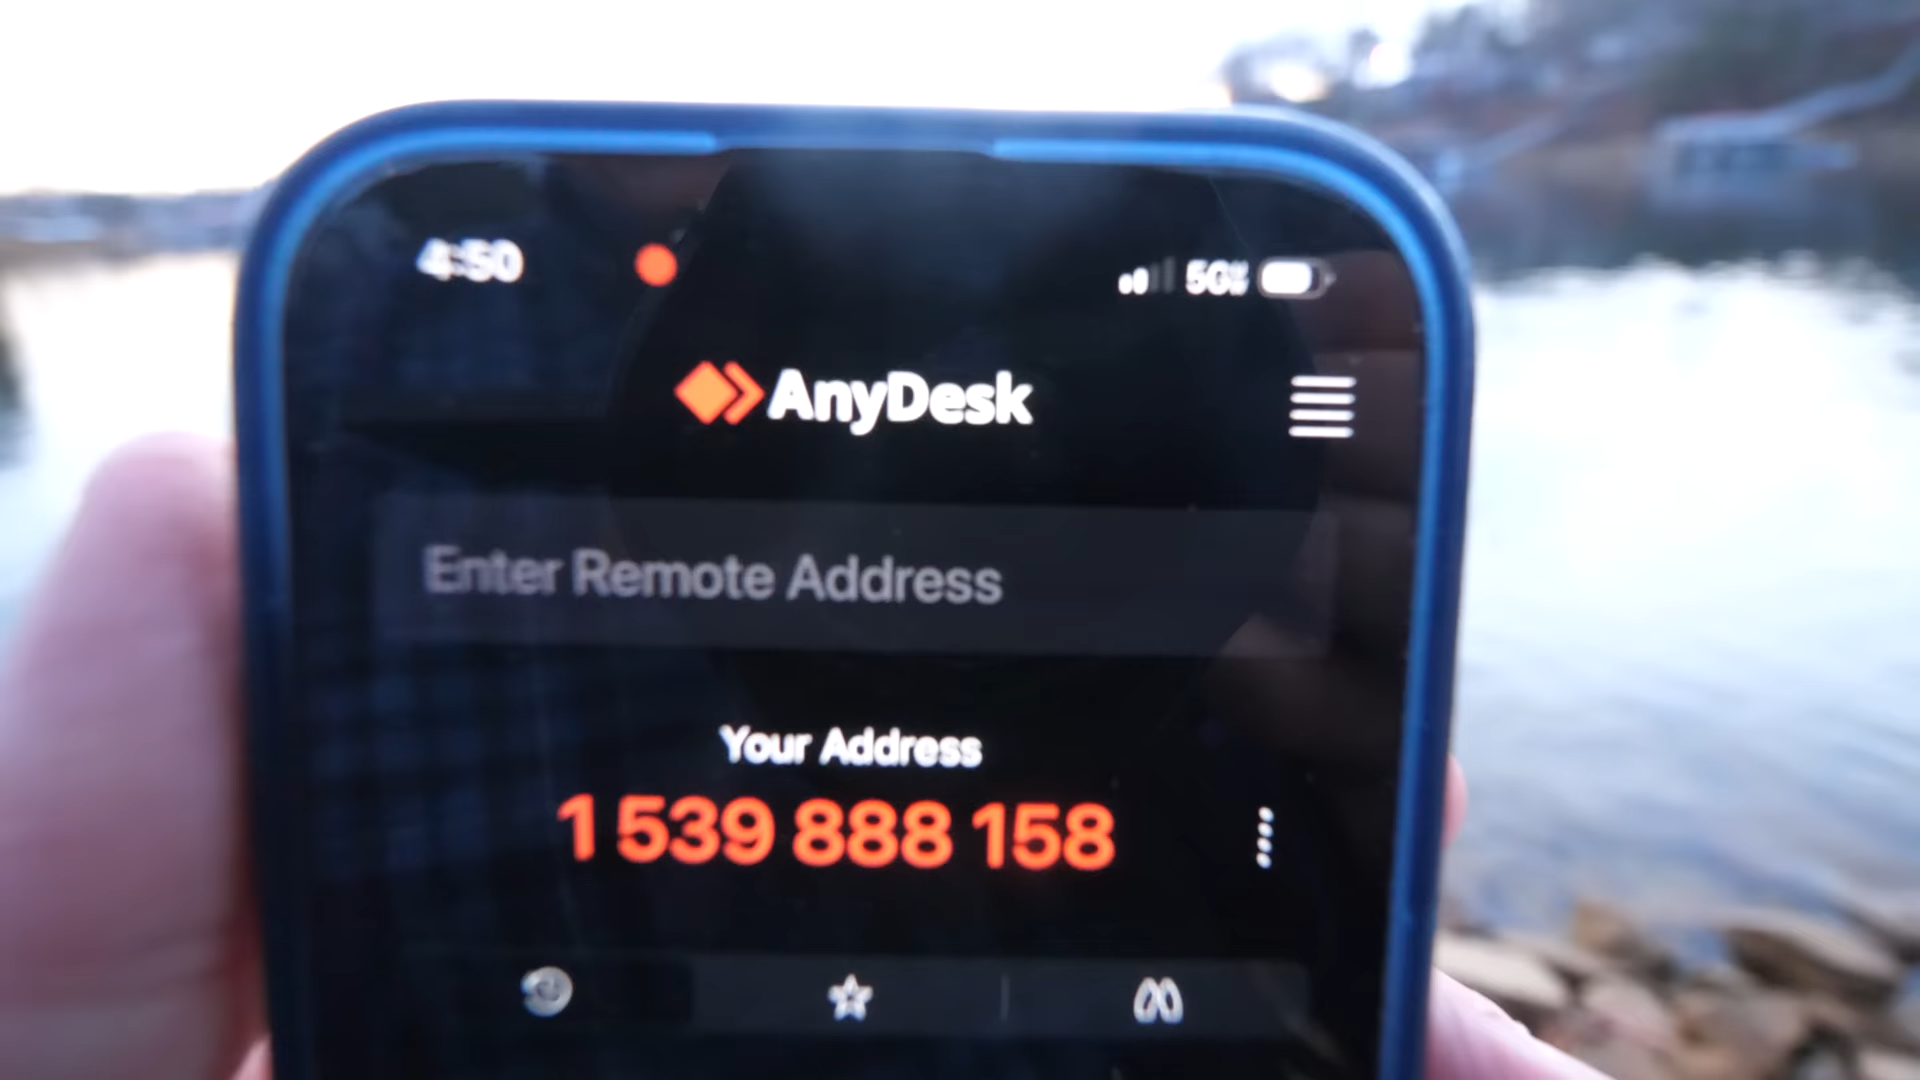 4:50
5G
AnyDesk
Enter Remote Address
Your Address
1 539 888 158